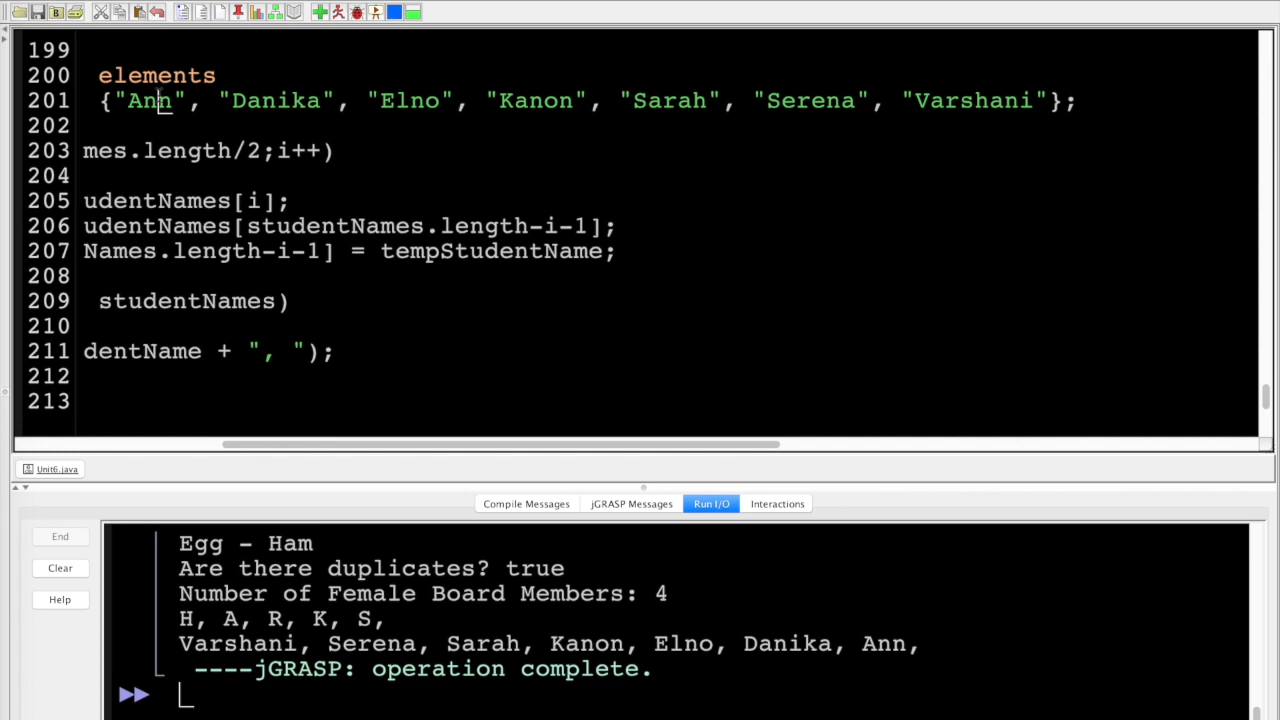 199
200 elements
201 {"Ann", "Danika", "Elno", "Kanon", "Sarah", "Serena", "Varshani"};
202
203 mes.length/2;i++)
204
205 udentNames[i];
206 udentNames[studentNames.length-i-1];
207 Names.length-i-1] = tempStudentName;
208
209 studentNames)
210
211 dentName + ", ");
212
213
Unit6.java
Compile Messages jGRASP Messages Run I/O Interactions
End
Clear
Help
Egg - Ham
Are there duplicates? true
Number of Female Board Members: 4
H, A, R, K, S,
Varshani, Serena, Sarah, Kanon, Elno, Danika, Ann,
----jGRASP: operation complete.